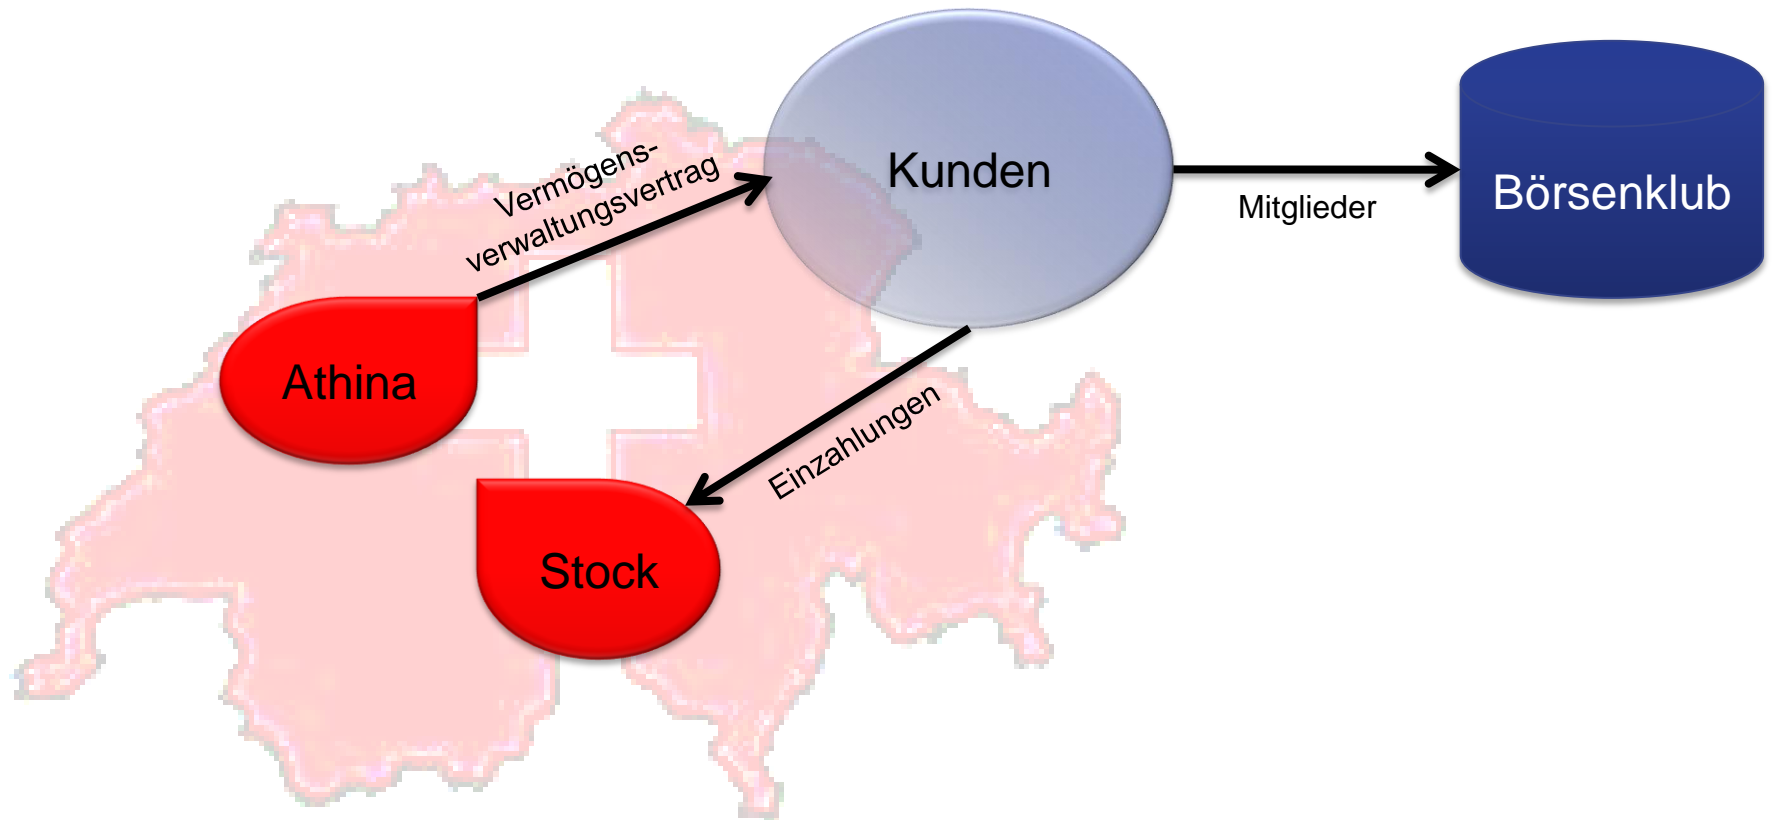 Vermögens-
verwaltungsvertrag
Kunden
Mitglieder
Börsenklub
Athina
Einzahlungen
Stock